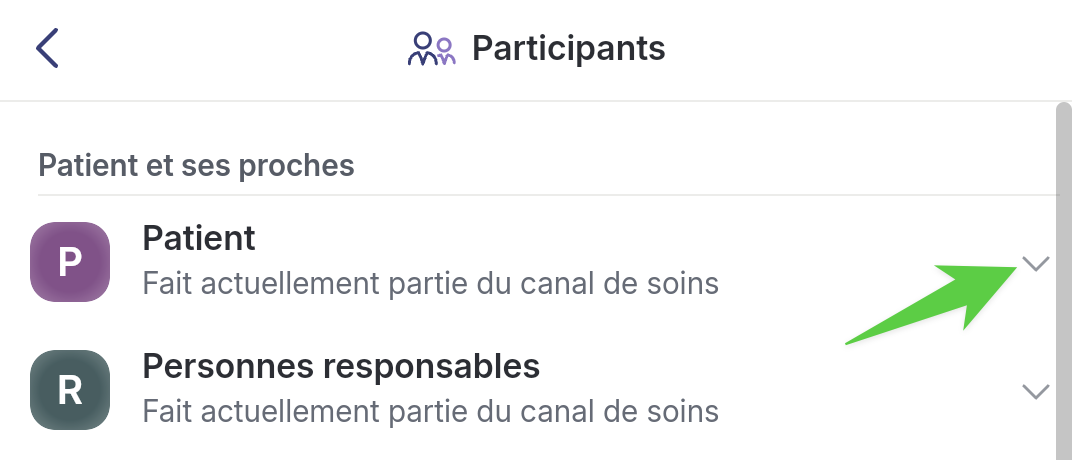 Participants
Patient et ses proches
P
Patient
Fait actuellement partie du canal de soins
R
Personnes responsables
Fait actuellement partie du canal de soins